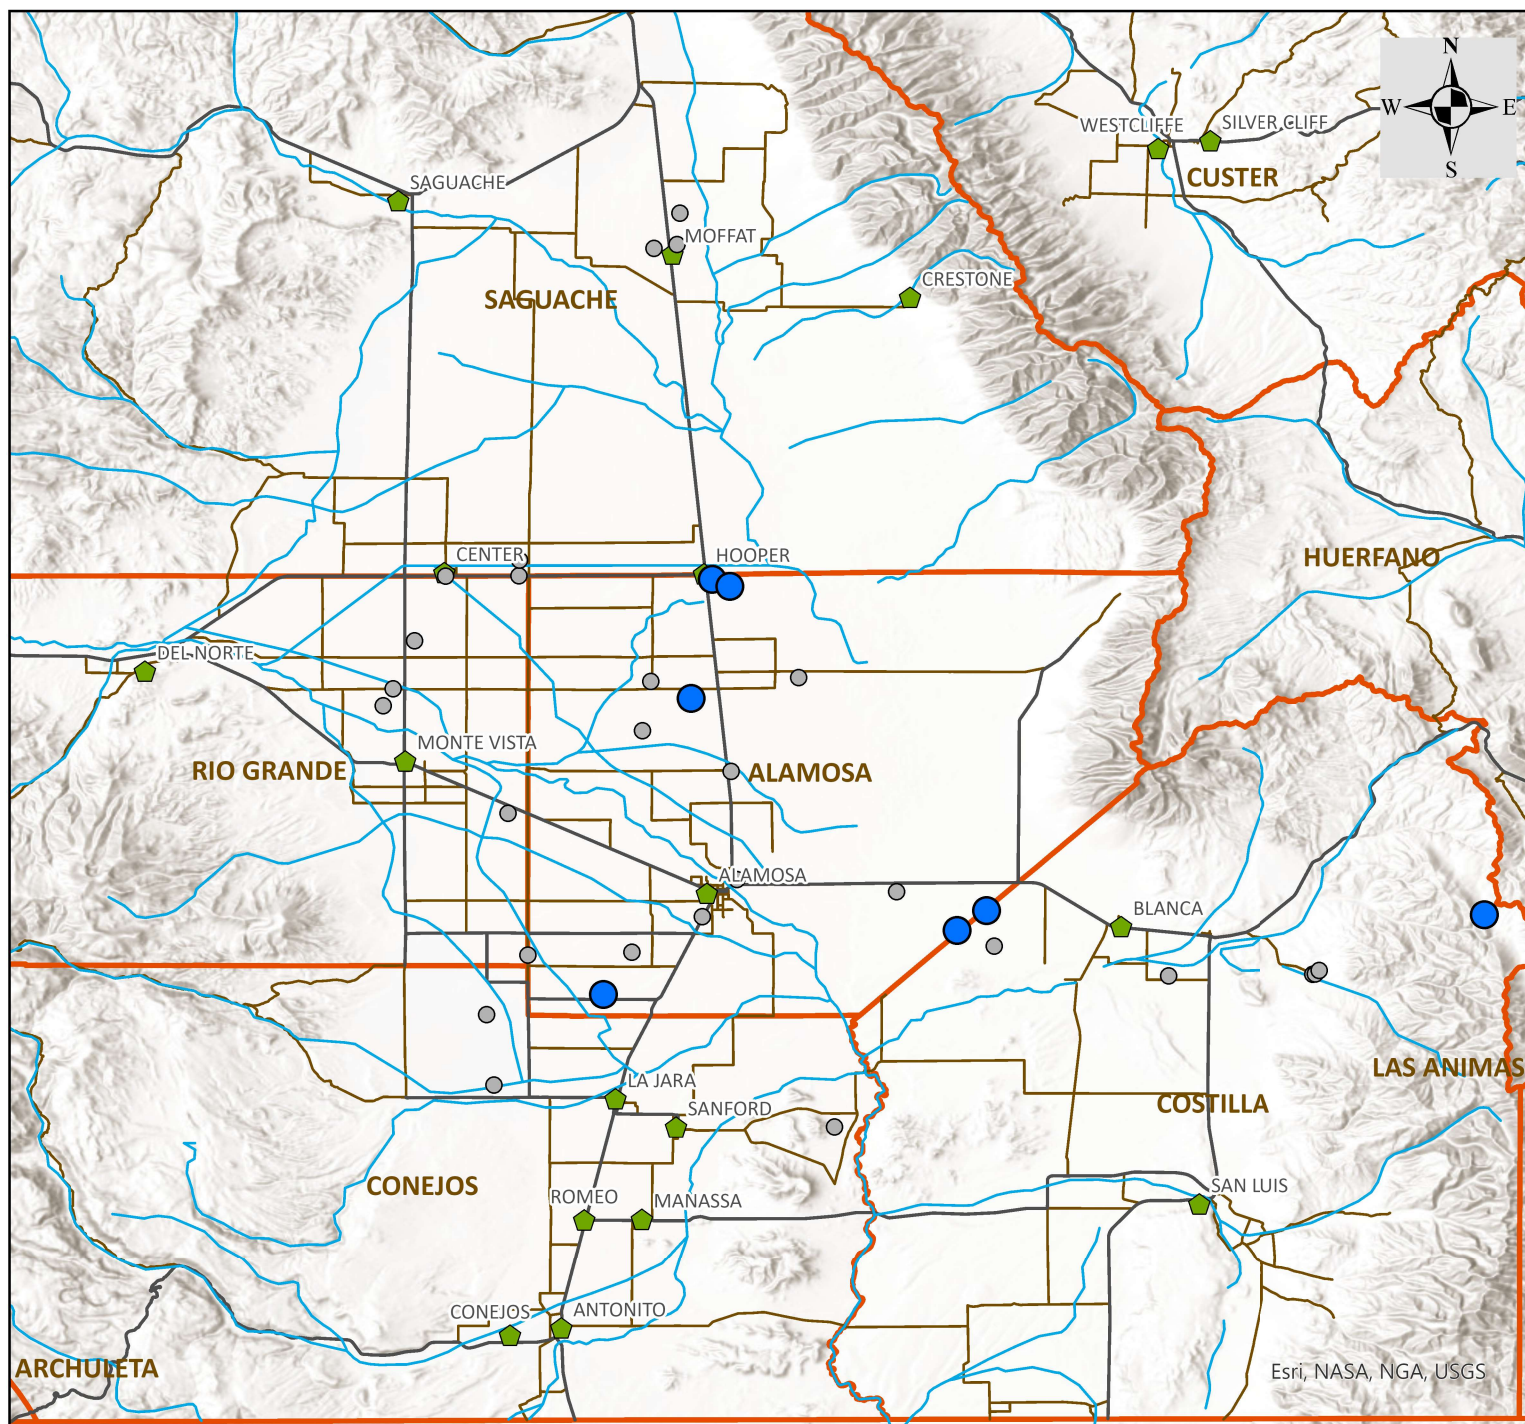 N
W
E
S
WESTCLIFFE
SILVER CLIFF
CUSTER
SAGUACHE
MOFFAT
CRESTONE
SAGUACHE
CENTER
HOOPER
HUERFANO
DEL NORTE
MONTE VISTA
RIO GRANDE
ALAMOSA
ALAMOSA
BLANCA
LAS ANIMAS
LA JARA
SANFORD
COSTILLA
CONEJOS
ROMEO
MANASSA
SAN LUIS
CONEJOS
ANTONITO
ARCHULETA
Esri, NASA, NGA, USGS